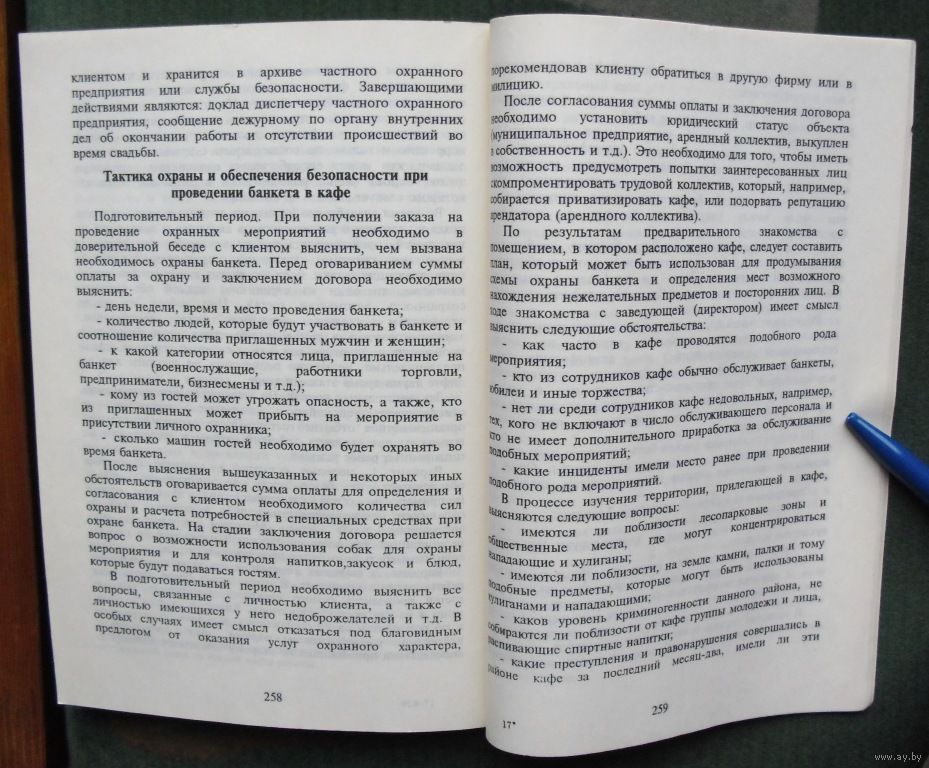 клиентом и хранится в архиве частного охранного
предприятия или службы безопасности. Завершающими
действиями являются: доклад диспетчеру частного охранного
предприятия, сообщение дежурному по органу внутренних
дел об окончании работы и отсутствии происшествий во
время свадьбы.
Тактика охраны и обеспечения безопасности при
проведении банкета в кафе
Подготовительный период. При получении заказа на
проведение охранных мероприятий необходимо в
доверительной беседе с клиентом выяснить, чем вызвана
необходимось охраны банкета. Перед оговариванием суммы
оплаты за охрану и заключением договора необходимо
выяснить:
- день недели, время и место проведения банкета;
- количество людей, которые будут участвовать в банкете и
соотношение количества приглашенных мужчин и женщин;
- к какой категории относятся лица, приглашенные на
банкет (военнослужащие, работники торговли,
предприниматели, бизнесмены и т.д.);
- кому из гостей может угрожать опасность, а также, кто
из приглашенных может прибыть на мероприятие в
присутствии личного охранника;
- сколько машин гостей необходимо будет охранять во
время банкета.
После выяснения вышеуказанных и некоторых иных
обстоятельств оговаривается сумма оплаты для определения и
согласования с клиентом необходимого количества сил
охраны и расчета потребностей в специальных средствах при
охране банкета. На стадии заключения договора решается
вопрос о возможности использования собак для охраны
мероприятия и для контроля напитков,закусок и блюд,
которые будут подаваться гостям.
В подготовительный период необходимо выяснить все
вопросы, связанные с личностью клиента, а также с
личностью имеющихся у него недоброжелателей и т.д. В
особых случаях имеет смысл отказаться под благовидным
предлогом от оказания услуг охранного характера,
258
порекомендовав клиенту обратиться в другую фирму или в
милицию.
После согласования суммы оплаты и заключения договора
необходимо установить юридический статус объекта
(муниципальное предприятие, арендный коллектив, выкуплен
в собственность и т.д.). Это необходимо для того, чтобы иметь
возможность предусмотреть попытки заинтересованных лиц
скомпрометировать трудовой коллектив, который, например,
собирается приватизировать кафе, или подорвать репутацию
арендатора (арендного коллектива).
По результатам предварительного знакомства с
помещением, в котором расположено кафе, следует составить
план, который может быть использован для продумывания
схемы охраны банкета и определения мест возможного
нахождения нежелательных предметов и посторонних лиц. В
ходе знакомства с заведующей (директором) имеет смысл
выяснить следующие обстоятельства:
- как часто в кафе проводятся подобного рода
мероприятия;
- кто из сотрудников кафе обычно обслуживает банкеты,
юбилеи и иные торжества;
- нет ли среди сотрудников кафе недовольных, например,
тех, кого не включают в число обслуживающего персонала и
кто не имеет дополнительного приработка за обслуживание
подобных мероприятий;
- какие инциденты имели место ранее при проведении
подобного рода мероприятий.
В процессе изучения территории, прилегающей в кафе,
выясняются следующие вопросы:
- имеются ли поблизости лесопарковые зоны и
общественные места, где могут концентрироваться
нападающие и хулиганы;
- имеются ли поблизости, на земле камни, палки и тому
подобные предметы, которые могут быть использованы
хулиганами и нападающими;
- каков уровень криминогенности данного района, не
собираются ли поблизости от кафе группы молодежи и лица,
распивающие спиртные напитки;
- какие преступления и правонарушения совершались в
районе кафе за последний месяц-два, имели ли эти
17*
259
www.ay.by